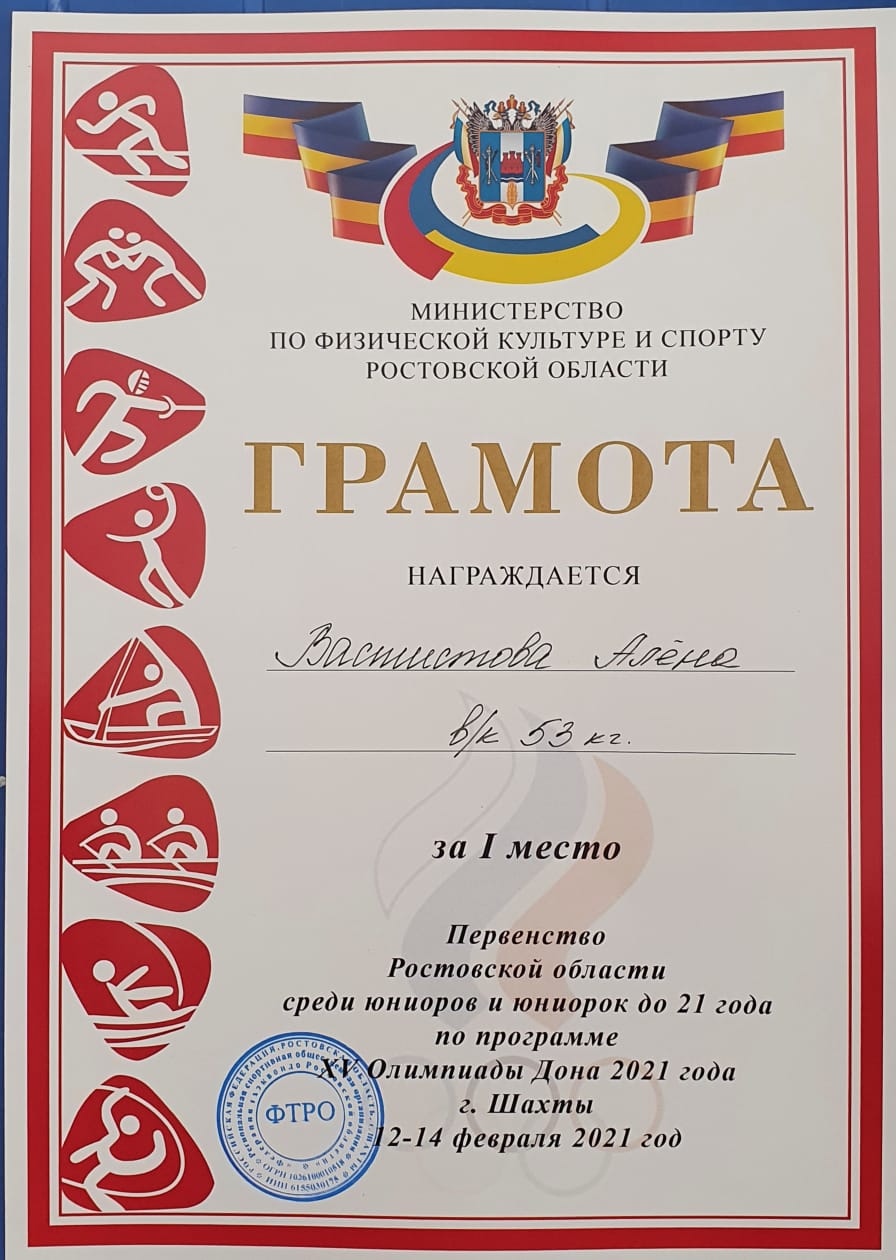 МИНИСТЕРСТВО
ПО ФИЗИЧЕСКОЙ КУЛЬТУРЕ И СПОРТУ
РОСТОВСКОЙ ОБЛАСТИ
ГРАМОТА
НАГРАЖДАЕТСЯ
Алёна
в/к 53 кг.
за I место
Первенство
Ростовской области
среди юниоров и юниорок до 21 года
по программе
XV Олимпиады Дона 2021 года
г. Шахты
12-14 февраля 2021 год
ФТРО